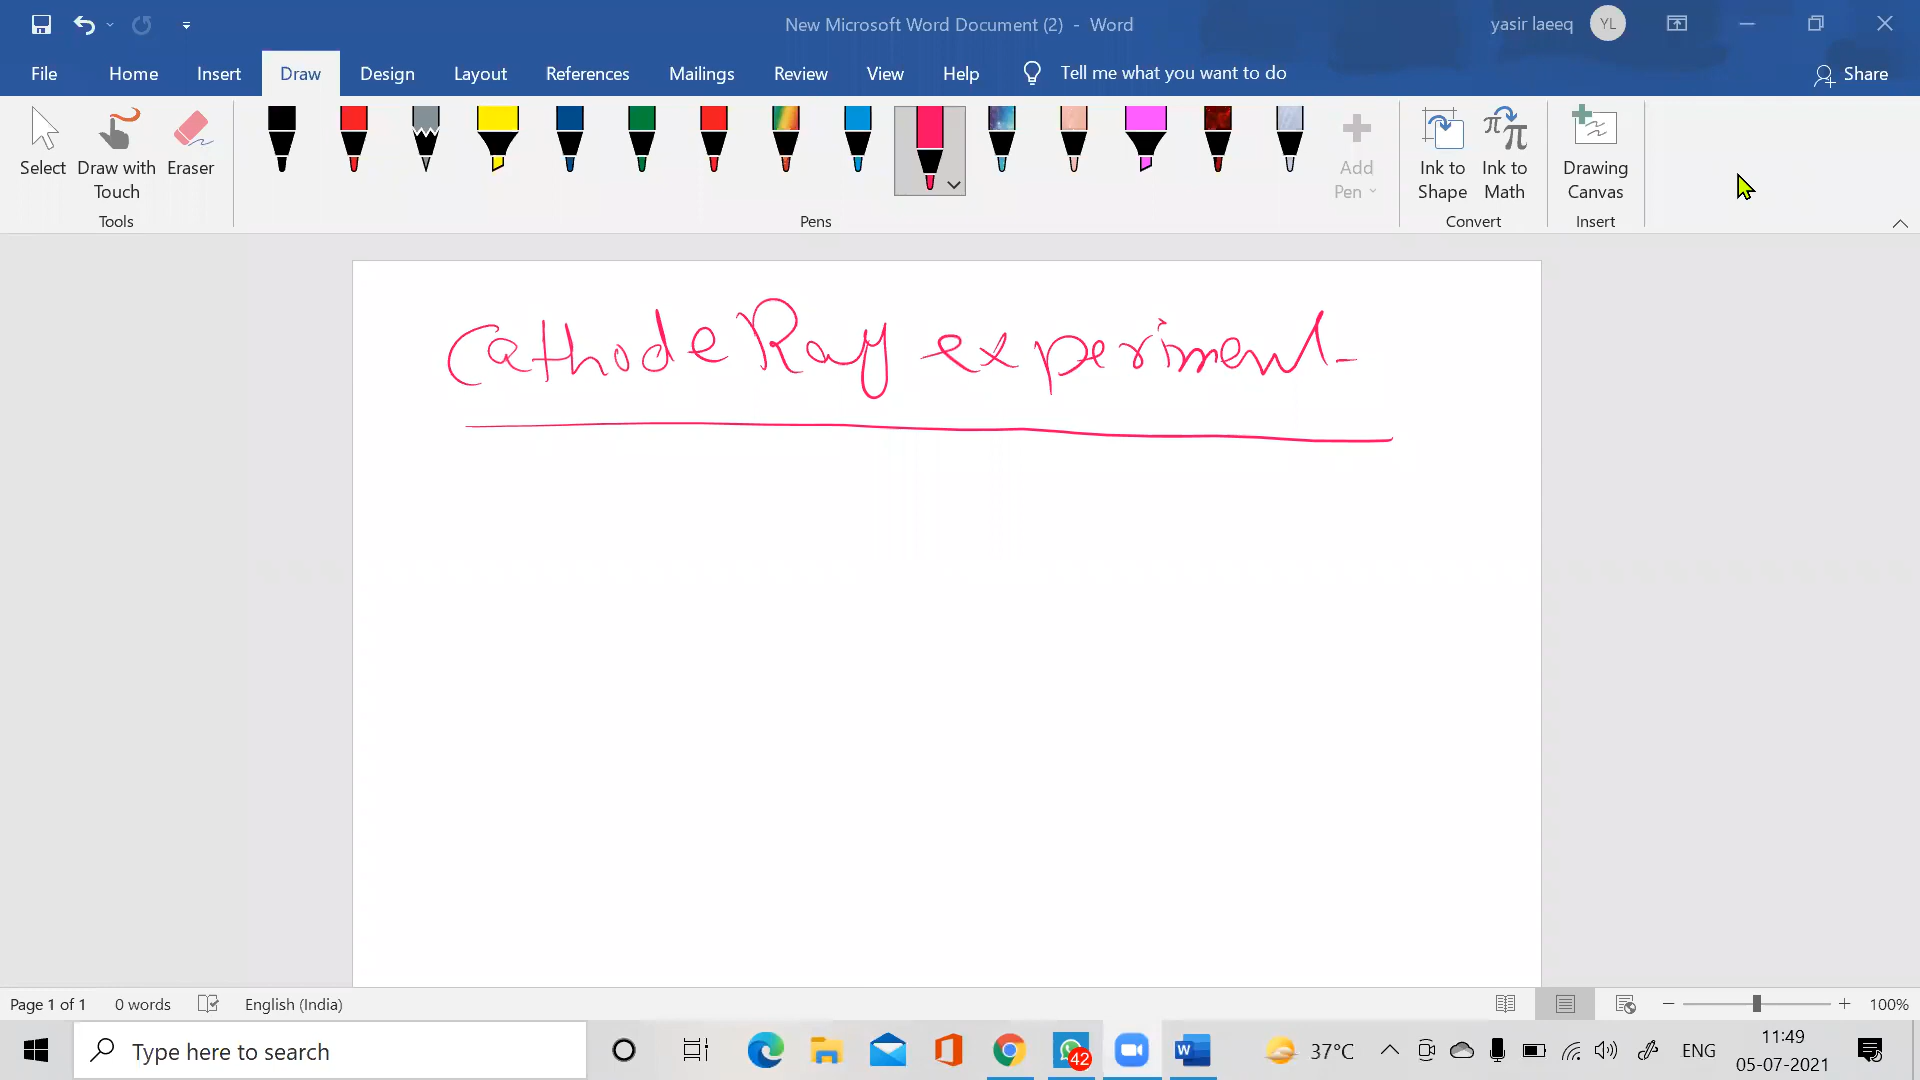 New Microsoft Word Document (2) - Word
yasir laeeq YL
File Home Insert Draw Design Layout References Mailings Review View Help Tell me what you want to do Share
Select Draw with Touch Eraser Add Pen Ink to Shape Ink to Math Drawing Canvas
Tools Pens Convert Insert
Cathode Ray experiment
Page 1 of 1 0 words English (India) 100%
Type here to search 42 37°C ENG 11:49
05-07-2021